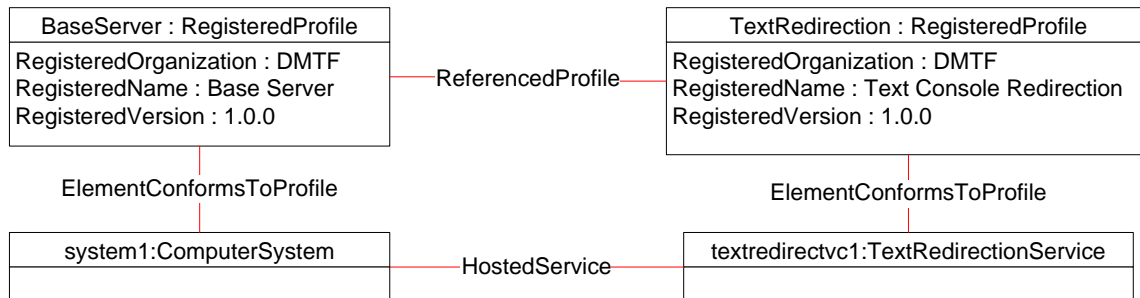 BaseServer : RegisteredProfile
RegisteredOrganization : DMTF
RegisteredName : Base Server
RegisteredVersion : 1.0.0
ReferencedProfile
TextRedirection : RegisteredProfile
RegisteredOrganization : DMTF
RegisteredName : Text Console Redirection
RegisteredVersion : 1.0.0
ElementConformsToProfile
ElementConformsToProfile
system1:ComputerSystem
HostedService
textredirectvc1:TextRedirectionService